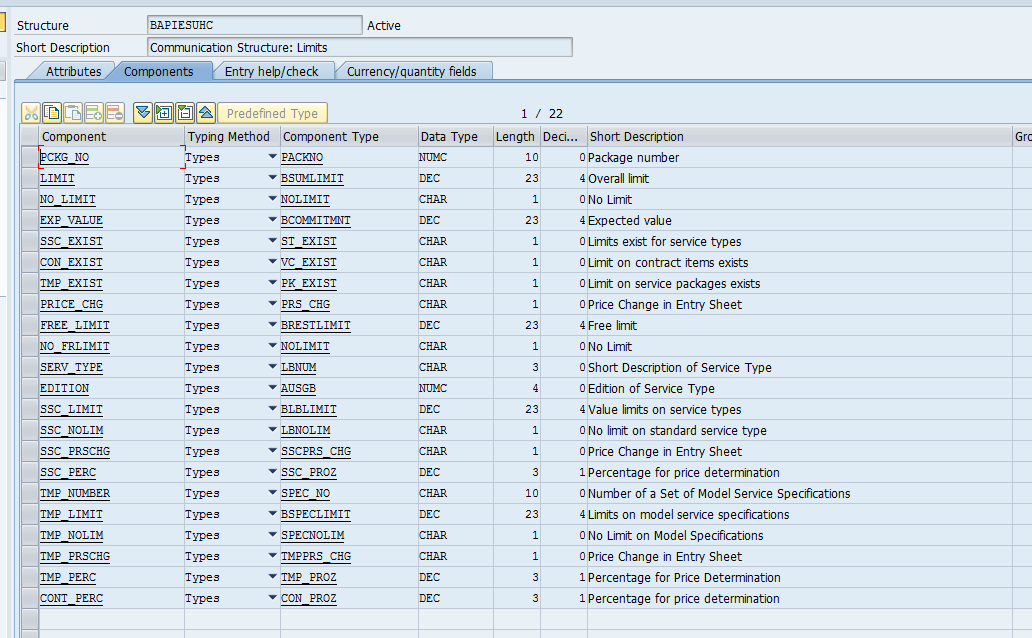 Structure BAPIESUHC Active
Short Description Communication Structure: Limits
Attributes Components Entry help/check Currency/quantity fields
Predefined Type 1 / 22
Component Typing Method Component Type Data Type Length Deci... Short Description Gro
PCKG_NO Types PACKNO NUMC 10 0 Package number
LIMIT Types BSUMLIMIT DEC 23 4 Overall limit
NO_LIMIT Types NOLIMIT CHAR 1 0 No Limit
EXP_VALUE Types BCOMMITMNT DEC 23 4 Expected value
SSC_EXIST Types ST_EXIST CHAR 1 0 Limits exist for service types
CON_EXIST Types VC_EXIST CHAR 1 0 Limit on contract items exists
TMP_EXIST Types PK_EXIST CHAR 1 0 Limit on service packages exists
PRICE_CHG Types PRS_CHG CHAR 1 0 Price Change in Entry Sheet
FREE_LIMIT Types BRESTLIMIT DEC 23 4 Free limit
NO_FRLIMIT Types NOLIMIT CHAR 1 0 No Limit
SERV_TYPE Types LBNUM CHAR 3 0 Short Description of Service Type
EDITION Types AUSGB NUMC 4 0 Edition of Service Type
SSC_LIMIT Types BLBLIMIT DEC 23 4 Value limits on service types
SSC_NOLIM Types LBNOLIM CHAR 1 0 No limit on standard service type
SSC_PRSCHG Types SSCPRS_CHG CHAR 1 0 Price Change in Entry Sheet
SSC_PERC Types SSC_PROZ DEC 3 1 Percentage for price determination
TMP_NUMBER Types SPEC_NO CHAR 10 0 Number of a Set of Model Service Specifications
TMP_LIMIT Types BSPECLIMIT DEC 23 4 Limits on model service specifications
TMP_NOLIM Types SPECNOLIM CHAR 1 0 No Limit on Model Specifications
TMP_PRSCHG Types TMPPRS_CHG CHAR 1 0 Price Change in Entry Sheet
TMP_PERC Types TMP_PROZ DEC 3 1 Percentage for Price Determination
CONT_PERC Types CON_PROZ DEC 3 1 Percentage for price determination